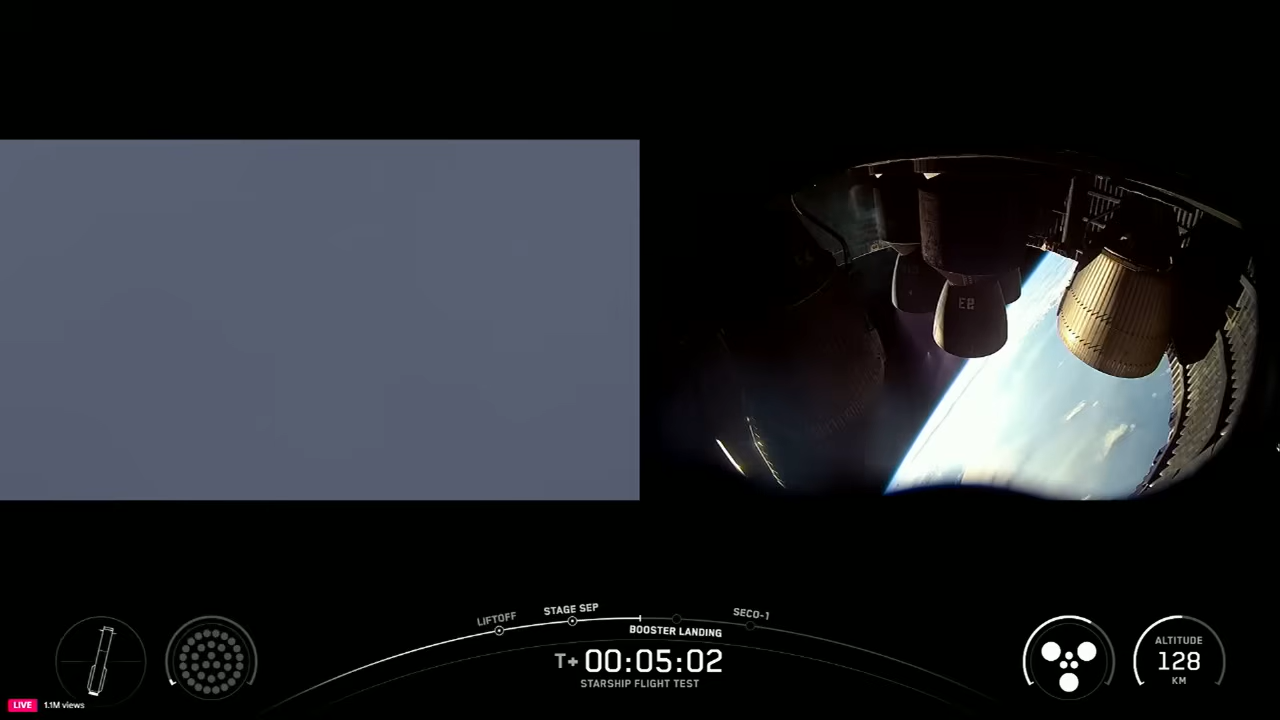 E2
LIFTOFF
STAGE SEP
BOOSTER LANDING
SECO-1
T+ 00:05:02
STARSHIP FLIGHT TEST
ALTITUDE
128
KM
LIVE 1.1M views